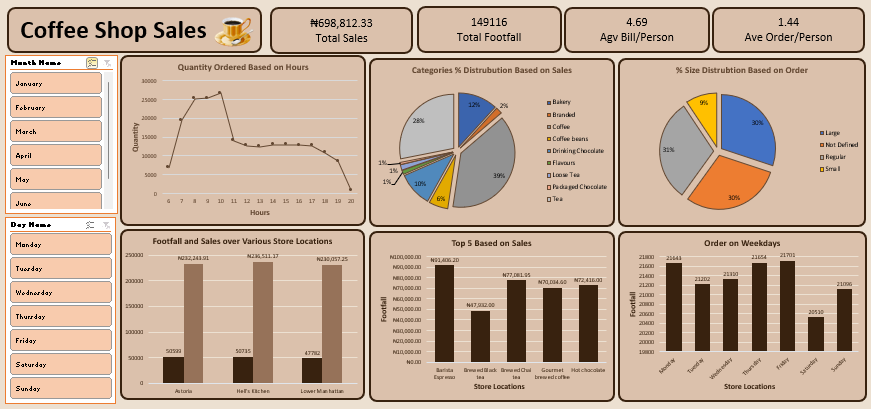 Coffee Shop Sales
₦698,812.33
Total Sales
149116
Total Footfall
4.69
Agv Bill/Person
1.44
Ave Order/Person
Month Name
January
February
March
April
May
June
Day Name
Monday
Tuesday
Wednesday
Thursday
Friday
Saturday
Sunday
Quantity Ordered Based on Hours
Quantity
30000
25000
20000
15000
10000
5000
0
6 7 8 9 10 11 12 13 14 15 16 17 18 19 20
Hours
Categories % Distrubution Based on Sales
12%
2%
39%
6%
10%
1%
1%
1%
28%
Bakery
Branded
Coffee
Coffee beans
Drinking Chocolate
Flavours
Loose Tea
Packaged Chocolate
Tea
% Size Distrubtion Based on Order
30%
30%
31%
9%
Large
Not Defined
Regular
Small
Footfall and Sales over Various Store Locations
250000
200000
150000
100000
50000
0
₦232,243.91
₦236,511.17
₦230,057.25
50599
50735
47782
Astoria
Hell's Kitchen
Lower Manhattan
Top 5 Based on Sales
Footfall
₦100,000.00
₦90,000.00
₦80,000.00
₦70,000.00
₦60,000.00
₦50,000.00
₦40,000.00
₦30,000.00
₦20,000.00
₦10,000.00
₦0.00
₦91,406.20
₦47,932.00
₦77,081.95
₦70,034.60
₦72,416.00
Barista Espresso
Brewed Black tea
Brewed Chai tea
Gourmet brewed coffee
Hot chocolate
Store Locations
Order on Weekdays
Footfall
21800
21600
21400
21200
21000
20800
20600
20400
20200
20000
19800
21643
21202
21310
21654
21701
20510
21096
Monday
Tuesday
Wednesday
Thursday
Friday
Saturday
Sunday
Store Locations